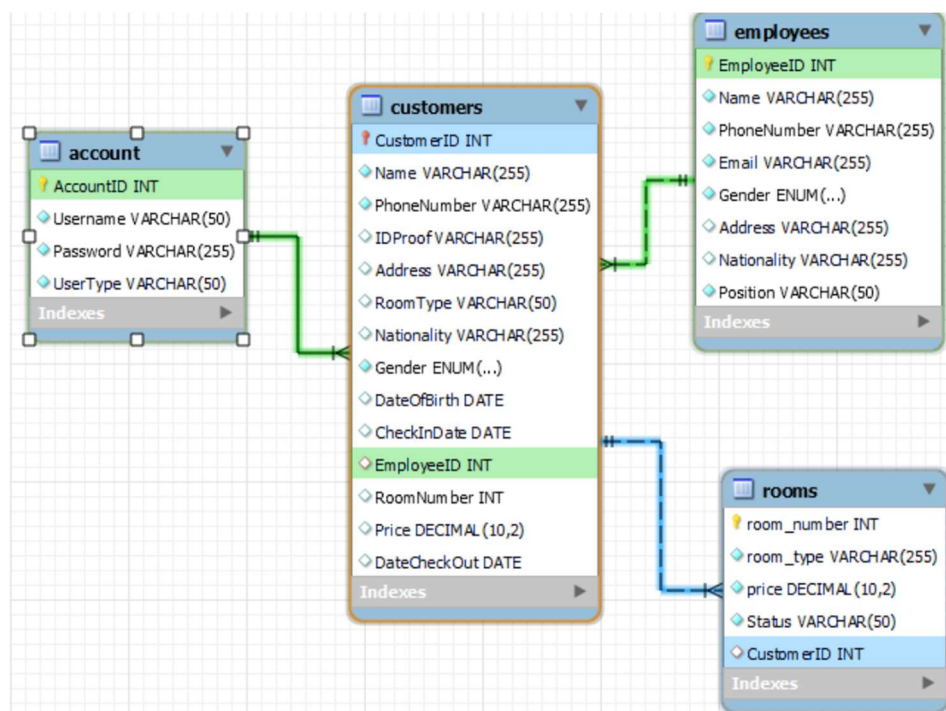 account
AccountID INT
Username VARCHAR(50)
Password VARCHAR(255)
UserType VARCHAR(50)
Indexes
customers
CustomerID INT
Name VARCHAR(255)
PhoneNumber VARCHAR(255)
IDProof VARCHAR(255)
Address VARCHAR(255)
RoomType VARCHAR(50)
Nationality VARCHAR(255)
Gender ENUM(...)
DateOfBirth DATE
CheckInDate DATE
EmployeeID INT
RoomNumber INT
Price DECIMAL(10,2)
DateCheckOut DATE
Indexes
employees
EmployeeID INT
Name VARCHAR(255)
PhoneNumber VARCHAR(255)
Email VARCHAR(255)
Gender ENUM(...)
Address VARCHAR(255)
Nationality VARCHAR(255)
Position VARCHAR(50)
Indexes
rooms
room_number INT
room_type VARCHAR(255)
price DECIMAL(10,2)
Status VARCHAR(50)
CustomerID INT
Indexes